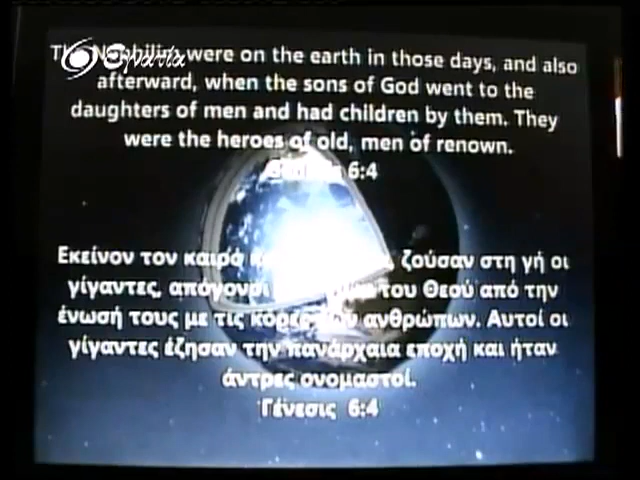 Εγνατία
The Nephilim were on the earth in those days, and also
afterward, when the sons of God went to the
daughters of men and had children by them. They
were the heroes of old, men of renown.
Genesis 6:4
Εκείνον τον καιρό ζούσαν στη γή οι
γίγαντες, απόγονοι του Θεού από την
ένωσή τους με τις κόρες των ανθρώπων. Αυτοί οι
γίγαντες έζησαν την πανάρχαια εποχή και ήταν
άντρες ονομαστοί.
Γένεσις 6:4